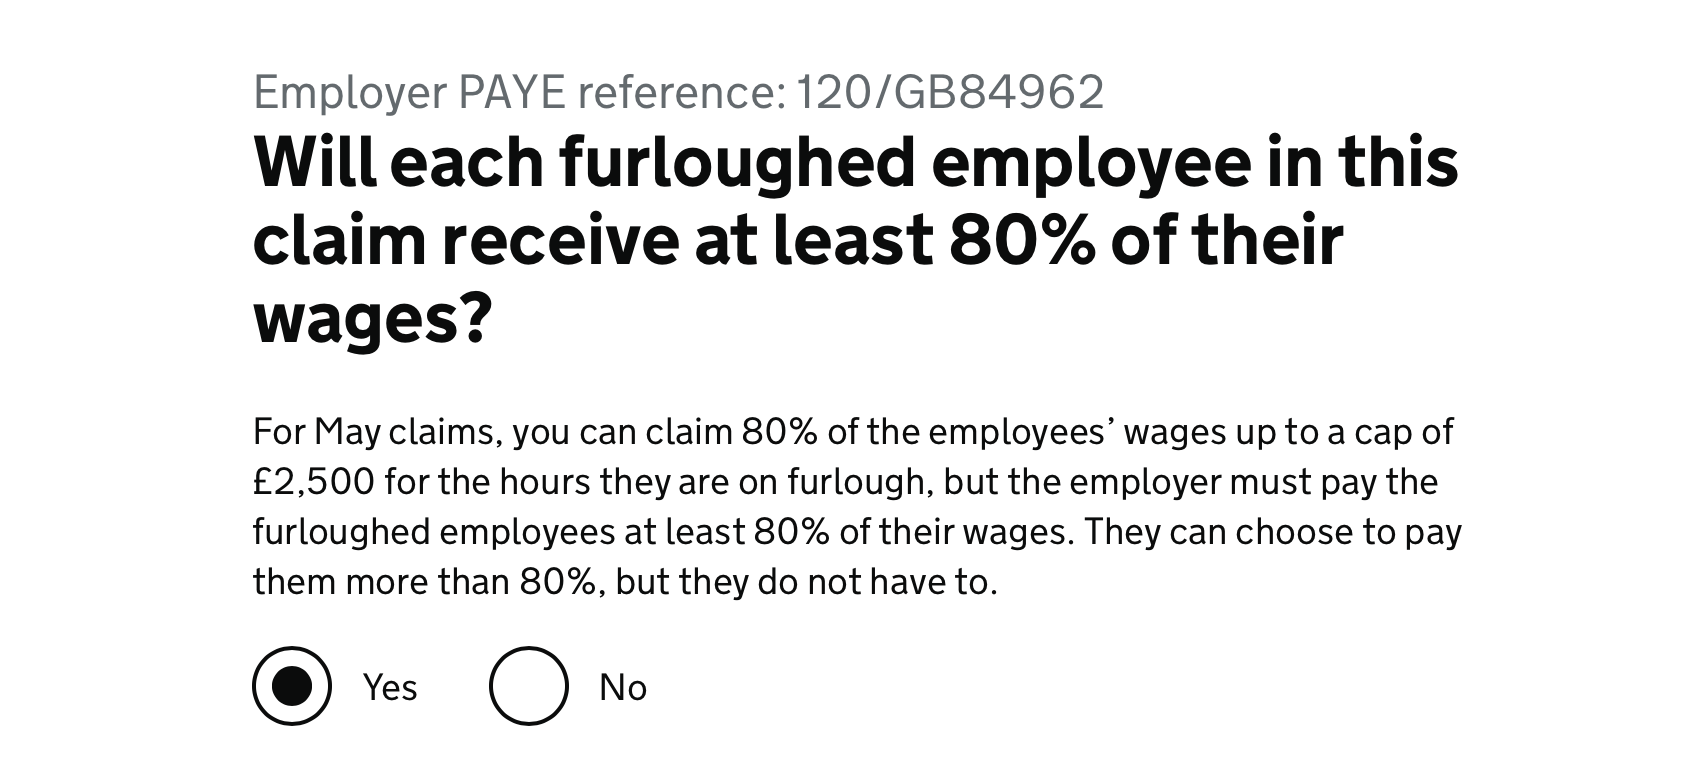 Employer PAYE reference: 120/GB84962
Will each furloughed employee in this
claim receive at least 80% of their
wages?
For May claims, you can claim 80% of the employees’ wages up to a cap of
£2,500 for the hours they are on furlough, but the employer must pay the
furloughed employees at least 80% of their wages. They can choose to pay
them more than 80%, but they do not have to.
Yes No